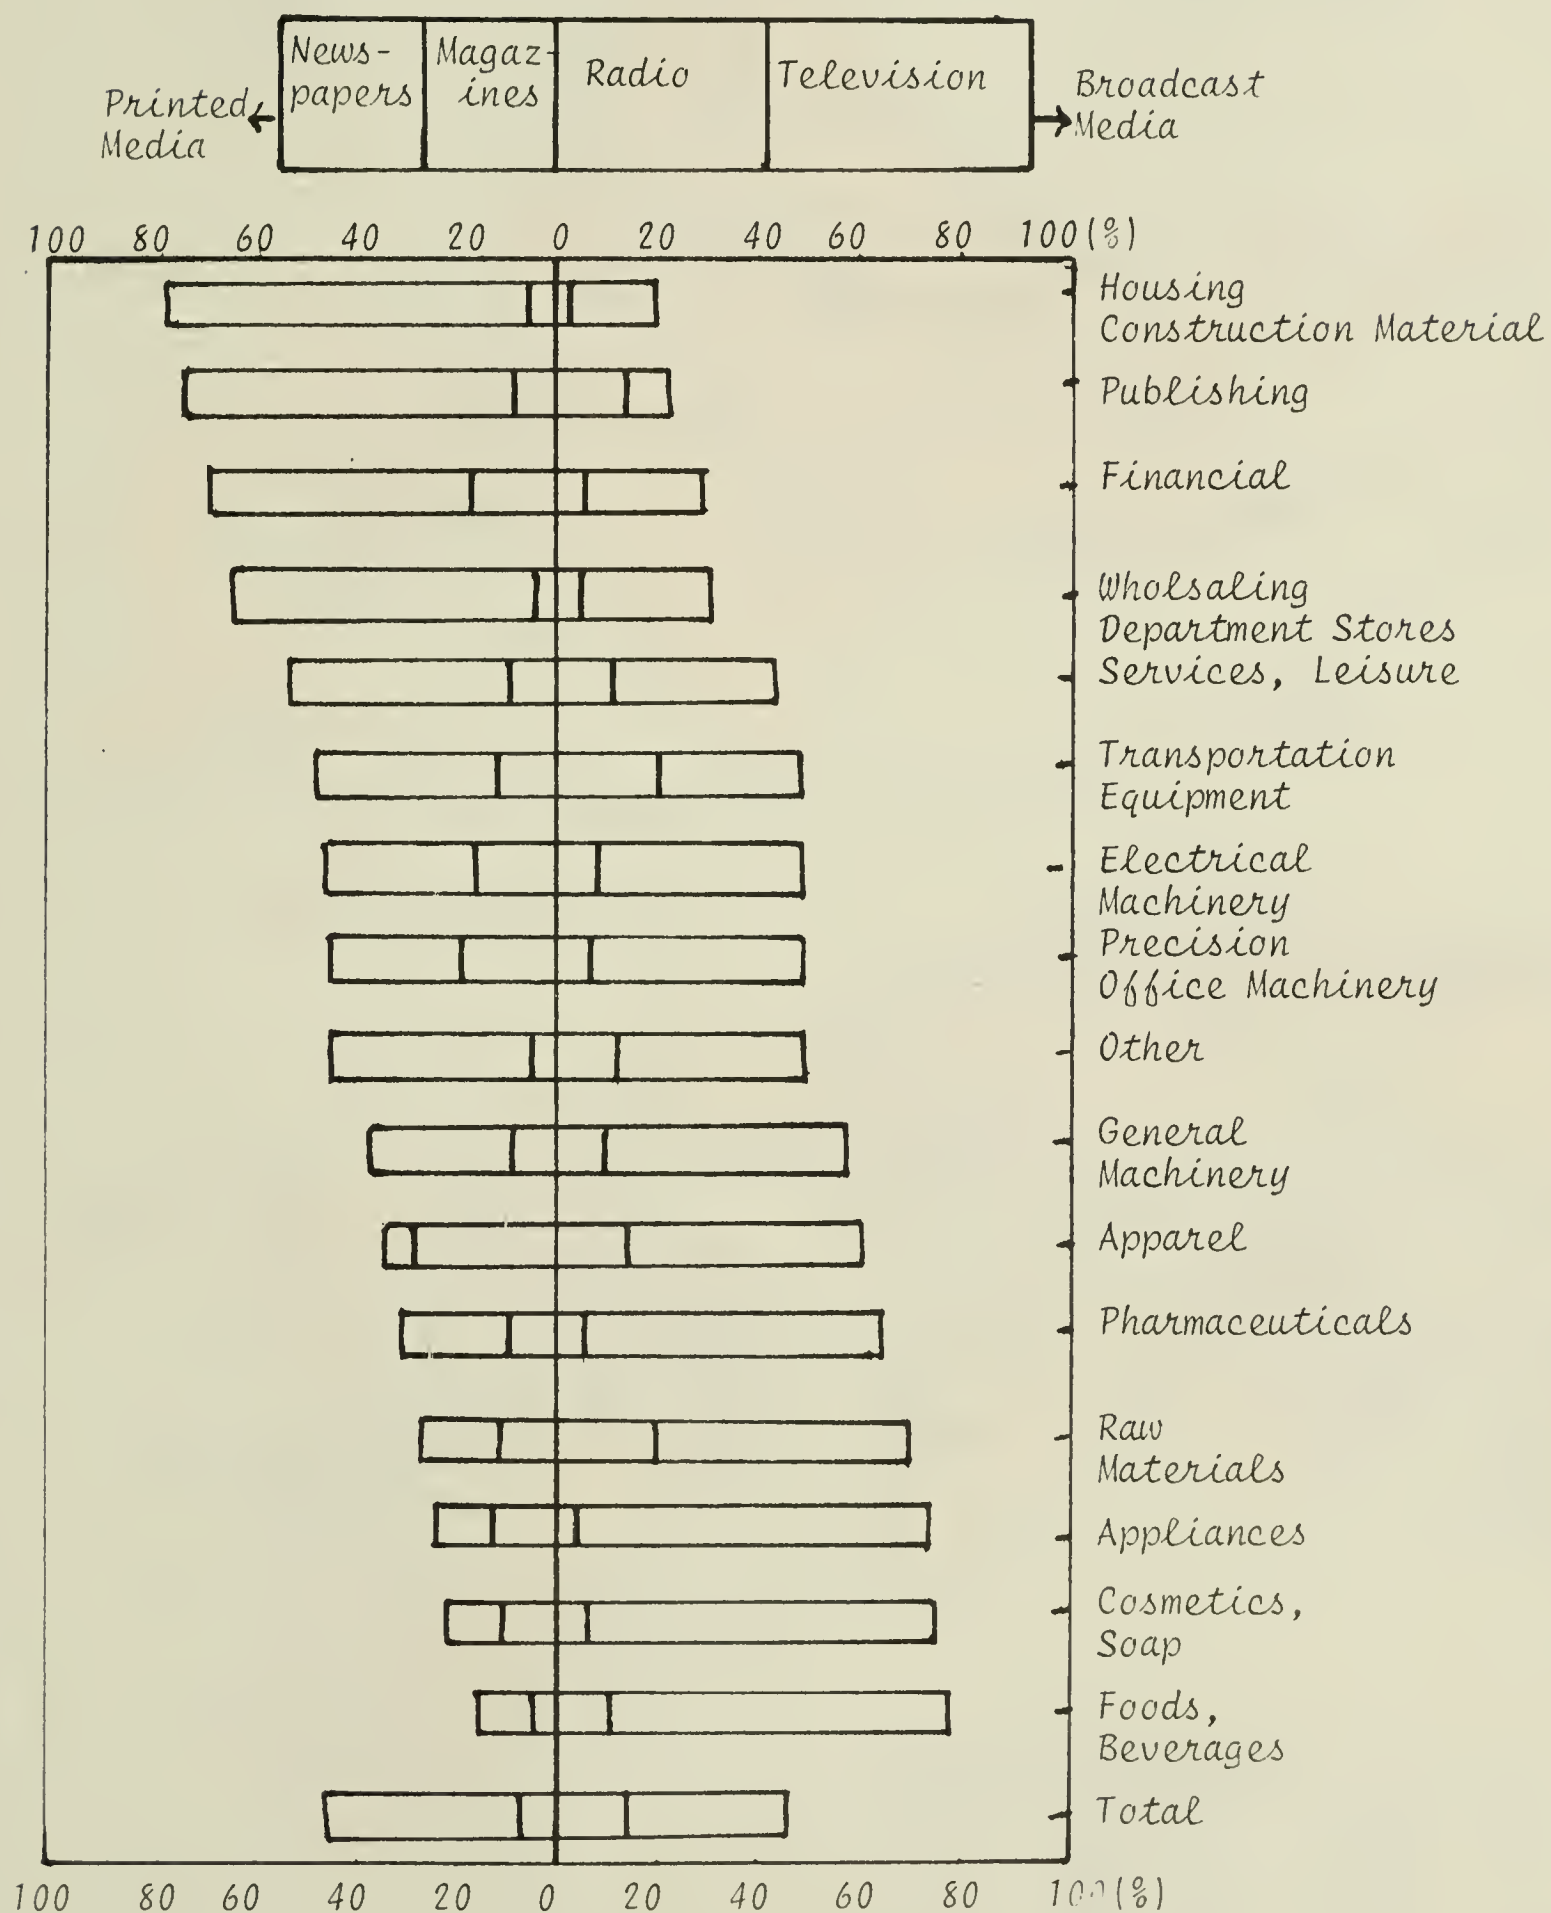 News-
papers
Magaz-
ines
Radio
Television
Printed
Media
Broadcast
Media
100 80 60 40 20 0 20 40 60 80 100(%)
Housing
Construction Material
Publishing
Financial
Wholsaling
Department Stores
Services, Leisure
Transportation
Equipment
Electrical
Machinery
Precision
Office Machinery
Other
General
Machinery
Apparel
Pharmaceuticals
Raw
Materials
Appliances
Cosmetics,
Soap
Foods,
Beverages
Total
100 80 60 40 20 0 20 40 60 80 100(%)